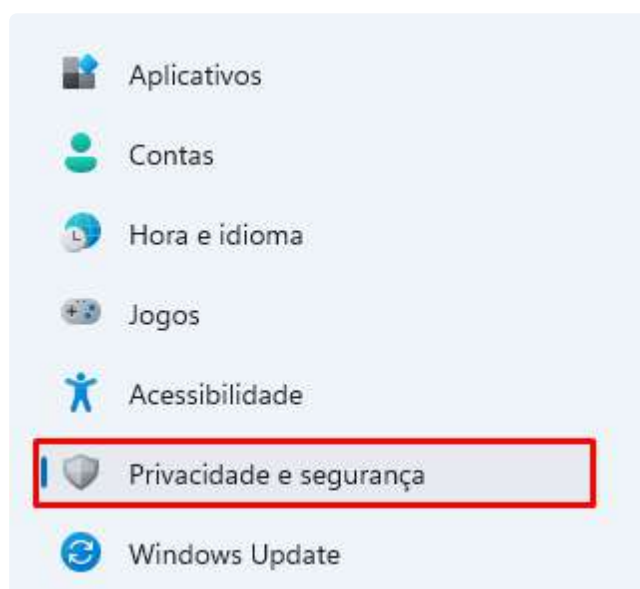 Aplicativos
Contas
Hora e idioma
Jogos
Acessibilidade
Privacidade e segurança
Windows Update